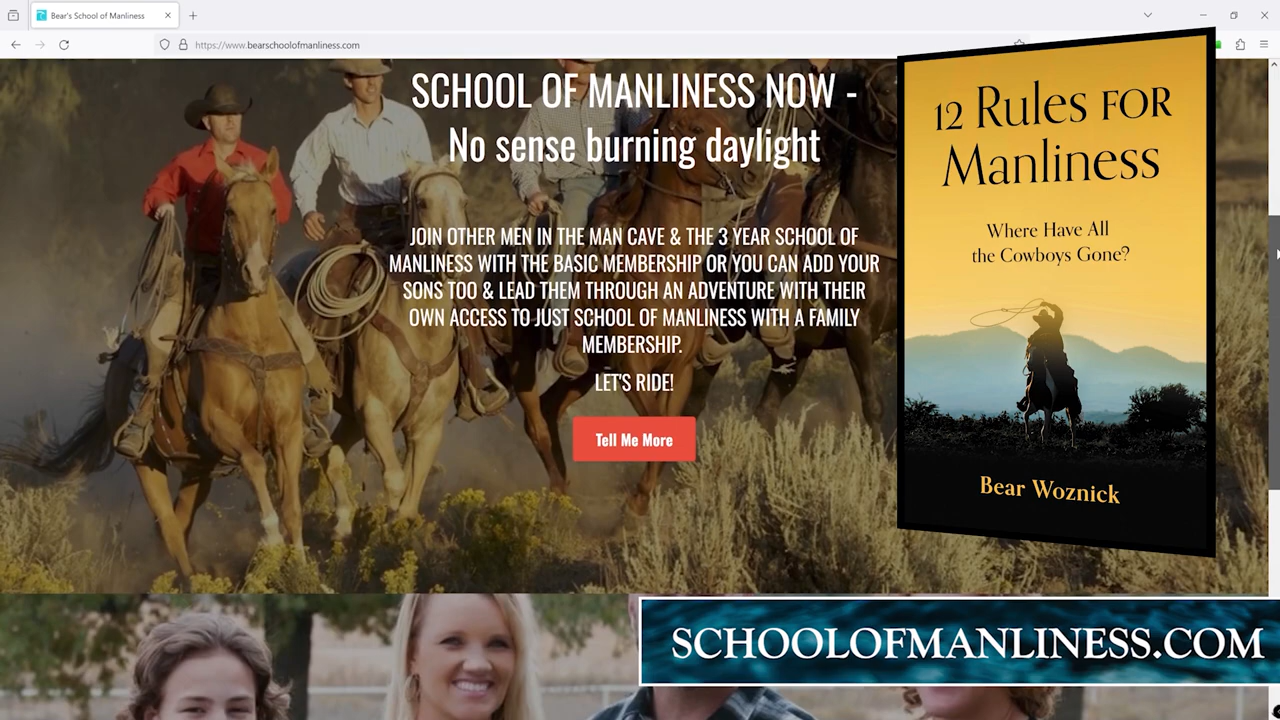 Bear's School of Manliness
https://www.bearschoolofmanliness.com
SCHOOL OF MANLINESS NOW -
No sense burning daylight
JOIN OTHER MEN IN THE MAN CAVE & THE 3 YEAR SCHOOL OF
MANLINESS WITH THE BASIC MEMBERSHIP OR YOU CAN ADD YOUR
SONS TOO & LEAD THEM THROUGH AN ADVENTURE WITH THEIR
OWN ACCESS TO JUST SCHOOL OF MANLINESS WITH A FAMILY
MEMBERSHIP.
LET'S RIDE!
Tell Me More
12 Rules FOR
Manliness
Where Have All
the Cowboys Gone?
Bear Woznick
SCHOOLOFMANLINESS.COM